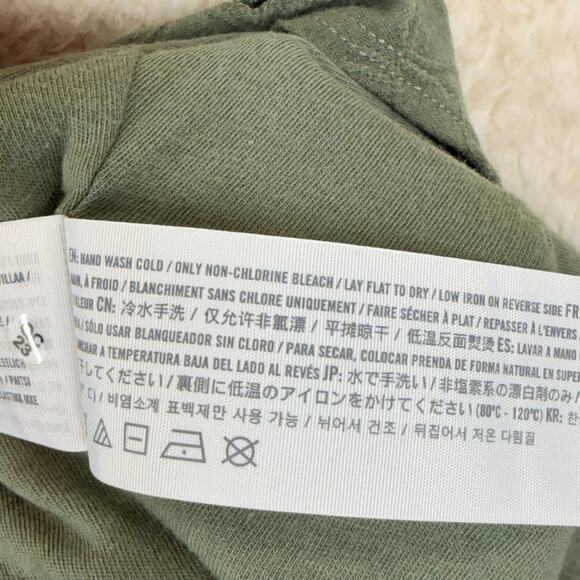 EN: HAND WASH COLD / ONLY NON-CHLORINE BLEACH / LAY FLAT TO DRY / LOW IRON ON REVERSE SIDE FR
À FROID / BLANCHIMENT SANS CHLORE UNIQUEMENT / FAIRE SÉCHER À PLAT / REPASSER À L'ENVERS
CN: 冷水手洗 / 仅允许非氯漂 / 平摊晾干 / 低温反面熨烫 ES: LAVAR A MANO
/ SÓLO USAR BLANQUEADOR SIN CLORO / PARA SECAR, COLOCAR PRENDA DE FORMA NATURAL EN
A TEMPERATURA BAJA DEL LADO AL REVÉS JP: 水で手洗い / 非塩素系の漂白剤のみ /
してください / 裏側に低温のアイロンをかけてください (80°C - 120°C) KR:
°C) / 비염소계 표백제만 사용 가능 / 뉘어서 건조 / 뒤집어서 저온 다림질
VILLAA /
23